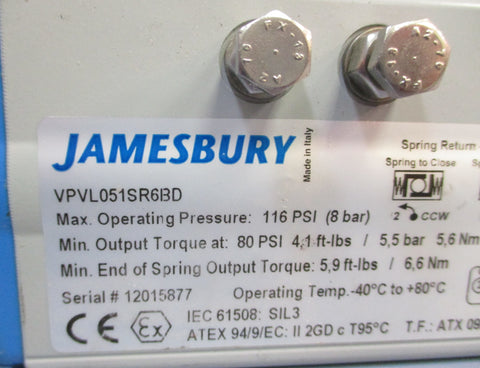 JAMESBURY
Made in Italy
Spring Return
Spring to Close
VPVL051SR6BD
2 CCW
Max. Operating Pressure: 116 PSI (8 bar)
Min. Output Torque at: 80 PSI 4,1 ft-lbs / 5,5 bar 5,6 Nm
Min. End of Spring Output Torque: 5,9 ft-lbs / 6,6 Nm
Serial # 12015877 Operating Temp.-40°C to +80°C
CE Ex IEC 61508: SIL3
ATEX 94/9/EC: II 2GD c T95°C T.F.: ATX 09